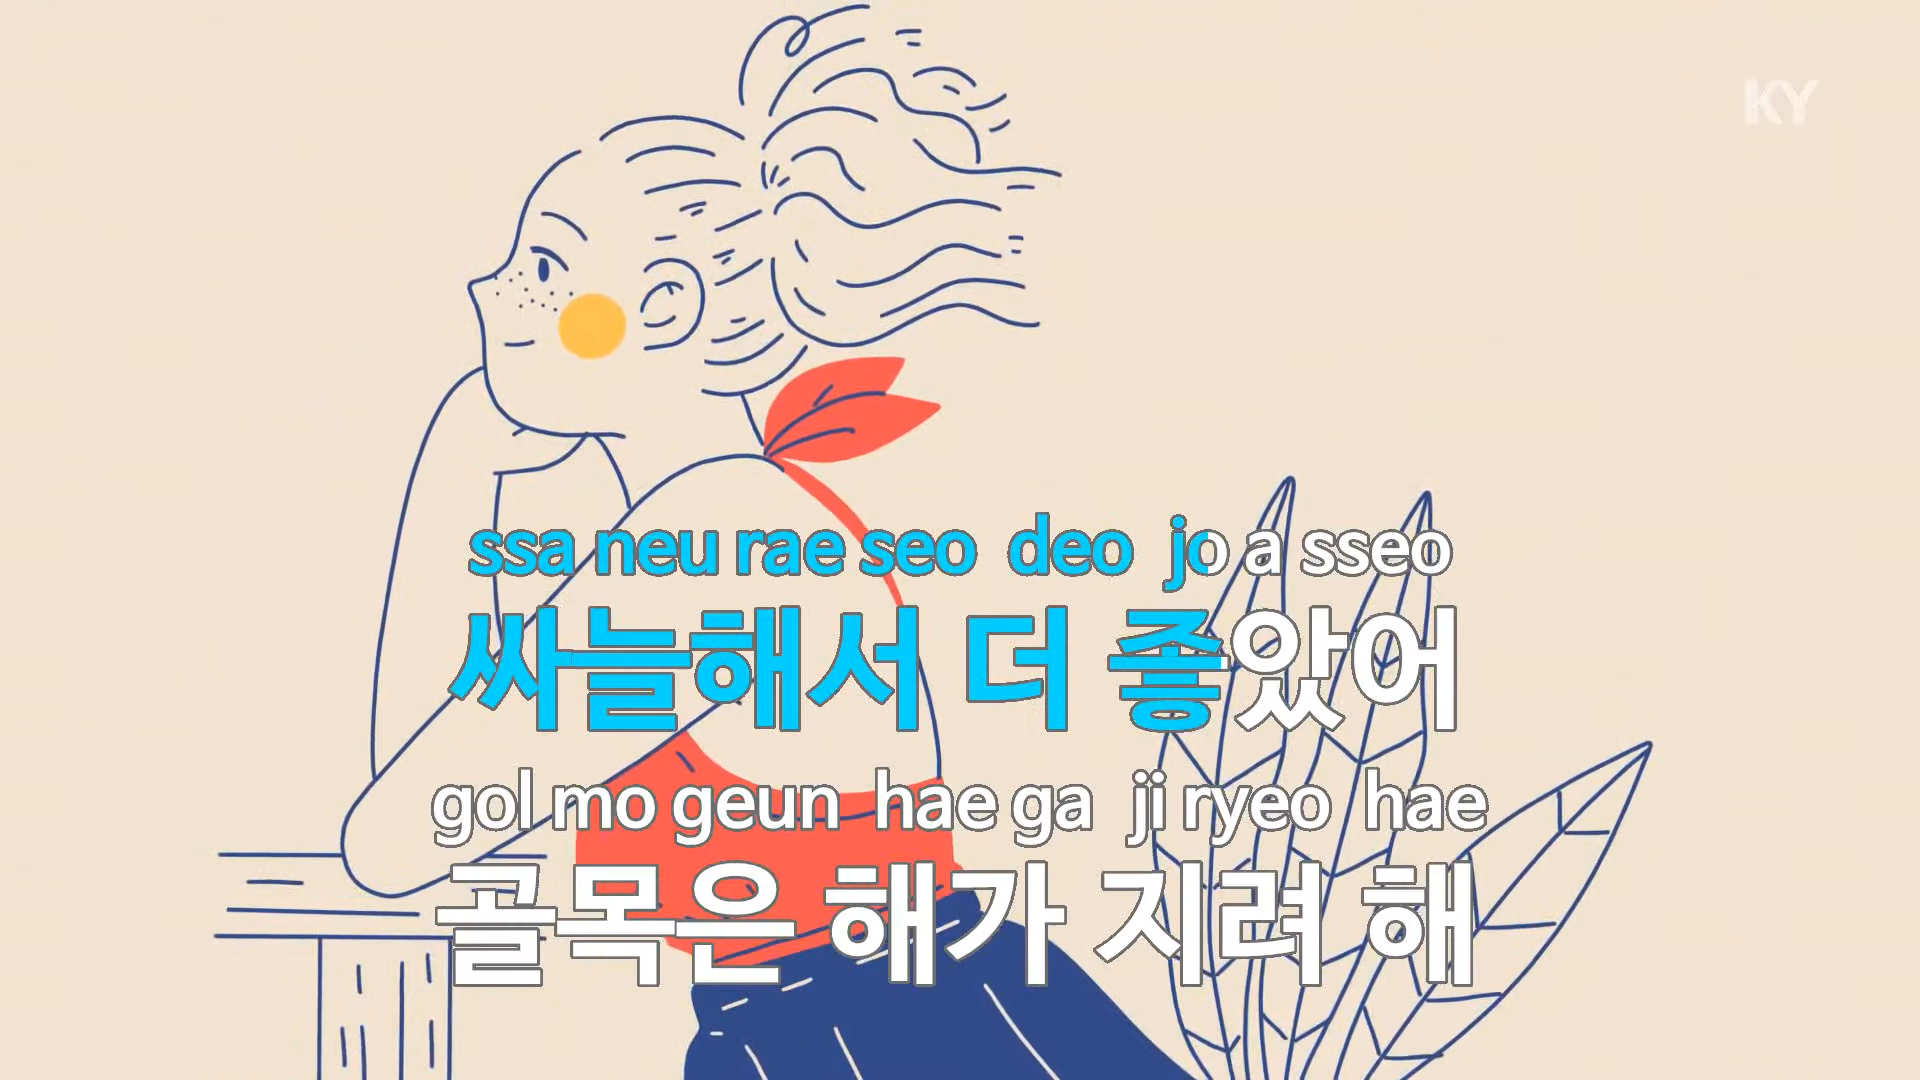 KY
ssa neu rae seo deo jo a sseo
싸늘해서 더 좋았어
gol mo geun hae ga ji ryeo hae
골목은 해가 지려 해